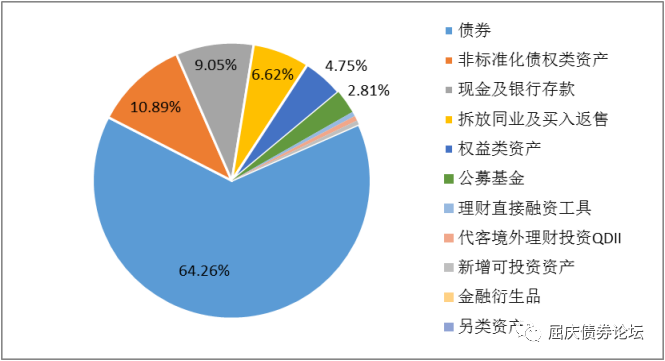 9.05%
6.62%
4.75%
2.81%
10.89%
64.26%
债券
非标准化债权类资产
现金及银行存款
拆放同业及买入返售
权益类资产
公募基金
理财直接融资工具
代客境外理财投资QDII
新增可投资资产
金融衍生品
另类资产
屈庆债券论坛